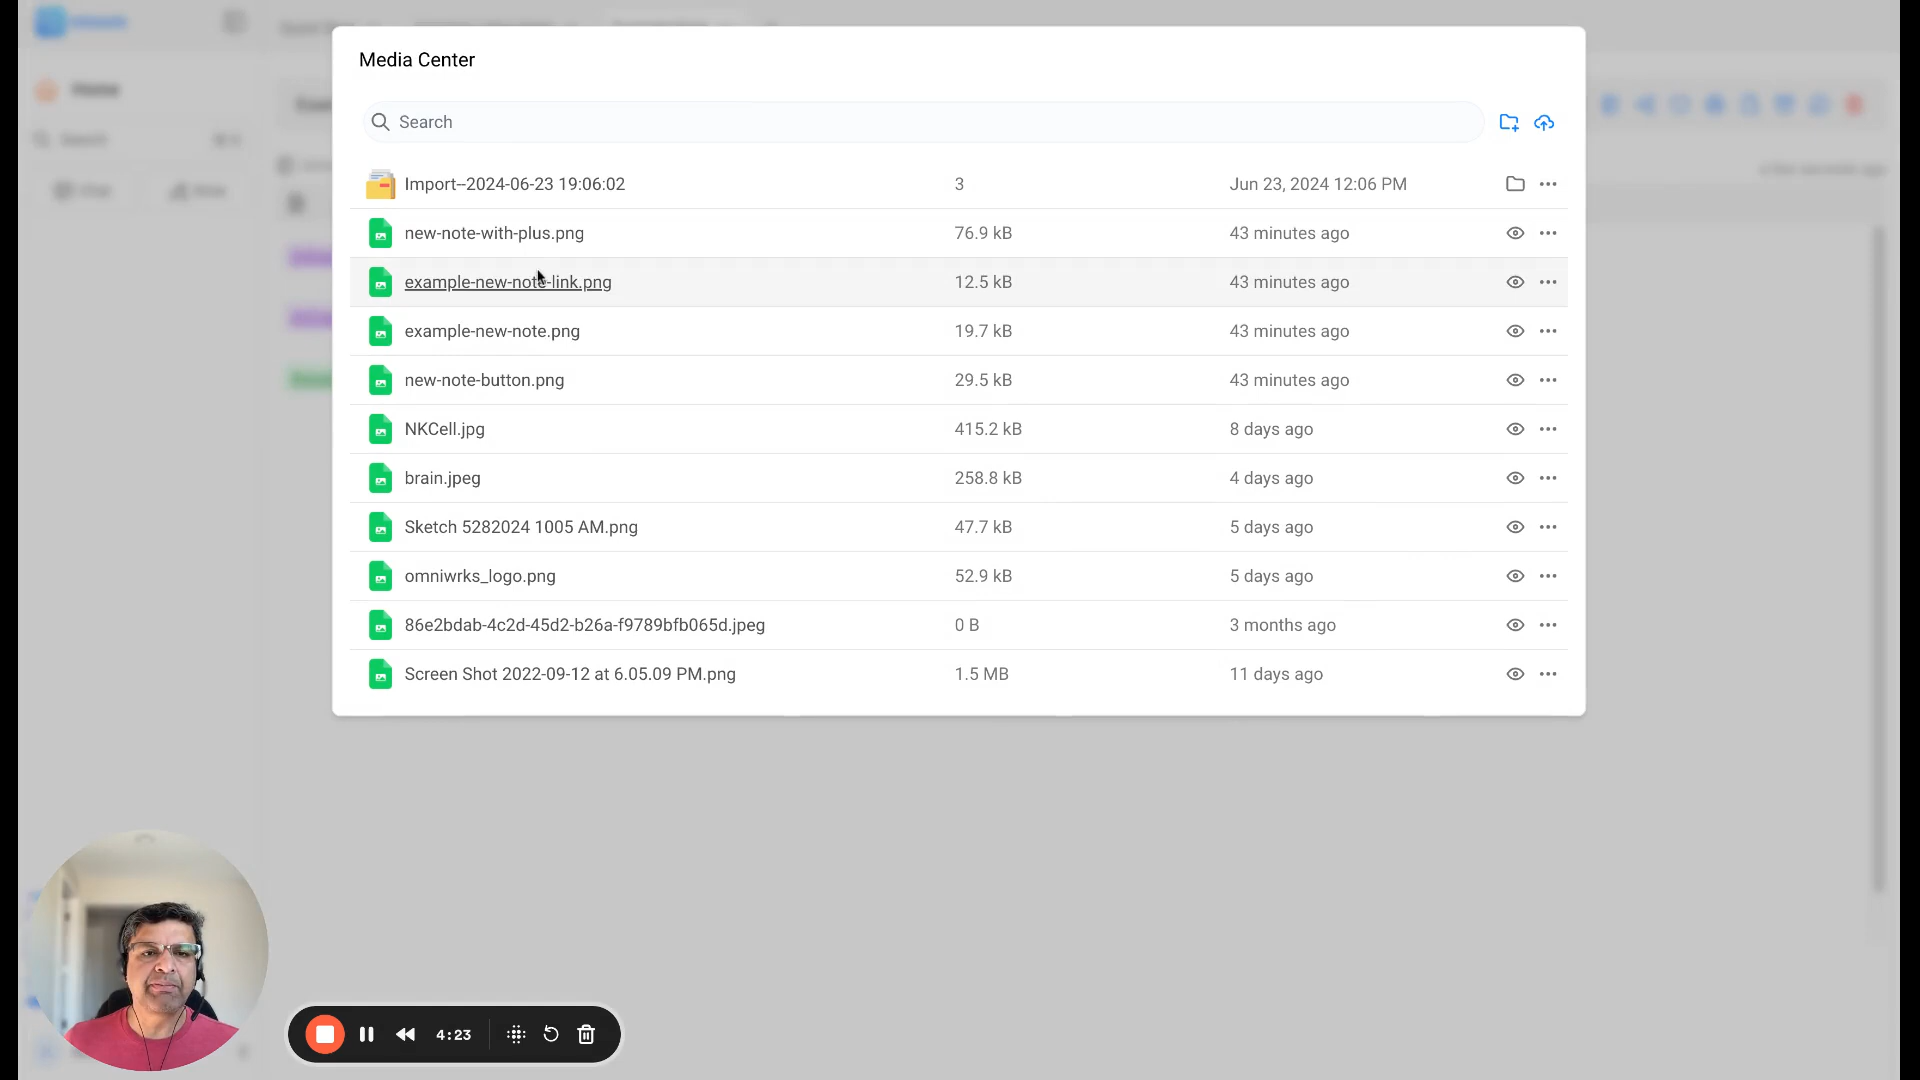 Media Center
Search
Import--2024-06-23 19:06:02 3 Jun 23, 2024 12:06 PM
new-note-with-plus.png 76.9 kB 43 minutes ago
example-new-note-link.png 12.5 kB 43 minutes ago
example-new-note.png 19.7 kB 43 minutes ago
new-note-button.png 29.5 kB 43 minutes ago
NKCell.jpg 415.2 kB 8 days ago
brain.jpeg 258.8 kB 4 days ago
Sketch 5282024 1005 AM.png 47.7 kB 5 days ago
omniwrks_logo.png 52.9 kB 5 days ago
86e2bdab-4c2d-45d2-b26a-f9789bfb065d.jpeg 0 B 3 months ago
Screen Shot 2022-09-12 at 6.05.09 PM.png 1.5 MB 11 days ago
Home
Search
4:23